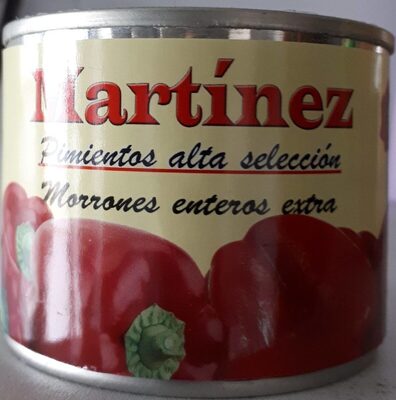 Martínez
Pimientos alta selección
Morrones enteros extra